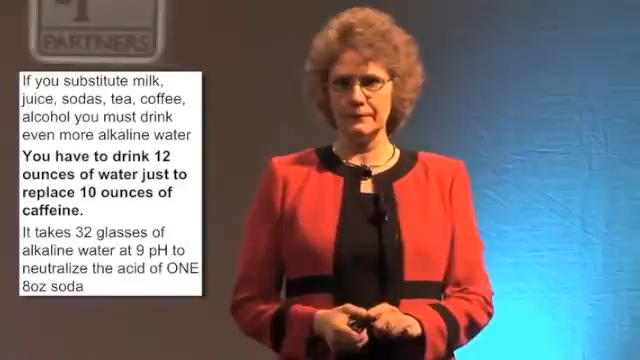 PARTNERS
If you substitute milk,
juice, sodas, tea, coffee,
alcohol you must drink
even more alkaline water
You have to drink 12
ounces of water just to
replace 10 ounces of
caffeine.
It takes 32 glasses of
alkaline water at 9 pH to
neutralize the acid of ONE
8oz soda